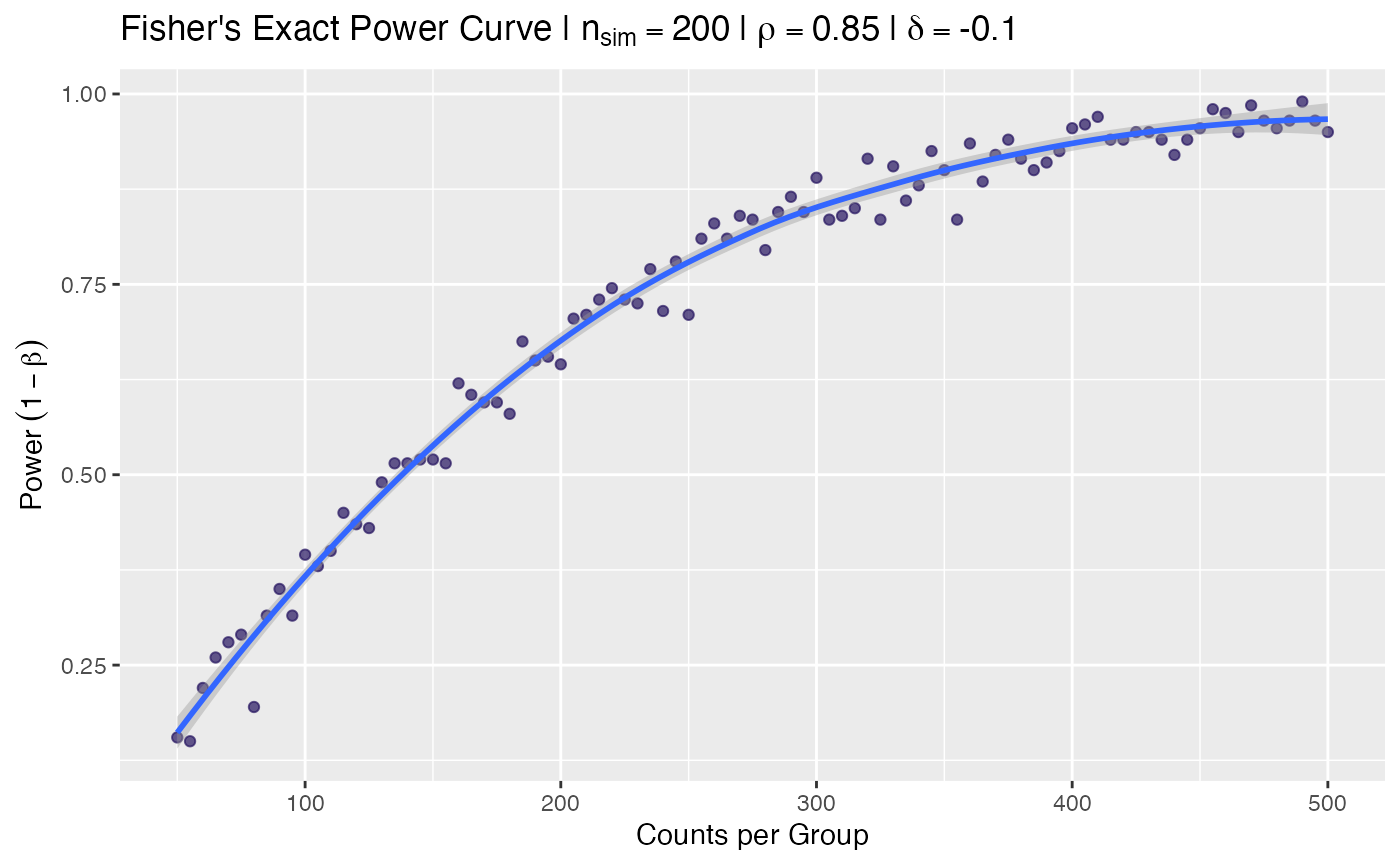 Fisher's Exact Power Curve | nsim = 200 | ρ = 0.85 | δ = -0.1
1.00
0.75
0.50
0.25
Power (1 − β)
100 200 300 400 500
Counts per Group